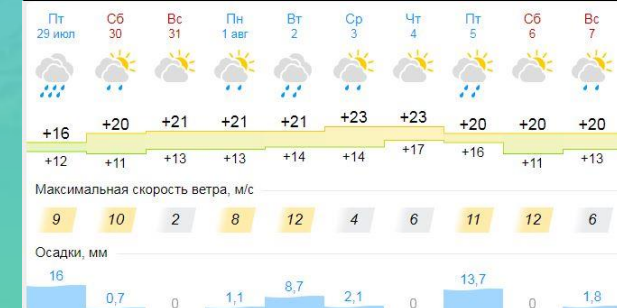 Пт Сб Вс Пн Вт Ср Чт Пт Сб Вс
29 июл 30 31 1 авг 2 3 4 5 6 7
+16 +20 +21 +21 +21 +23 +23 +20 +20 +20
+12 +11 +13 +13 +14 +14 +17 +16 +11 +13
Максимальная скорость ветра, м/с
9 10 2 8 12 4 6 11 12 6
Осадки, мм
16 0,7 0 1,1 8,7 2,1 0 13,7 0 1,8